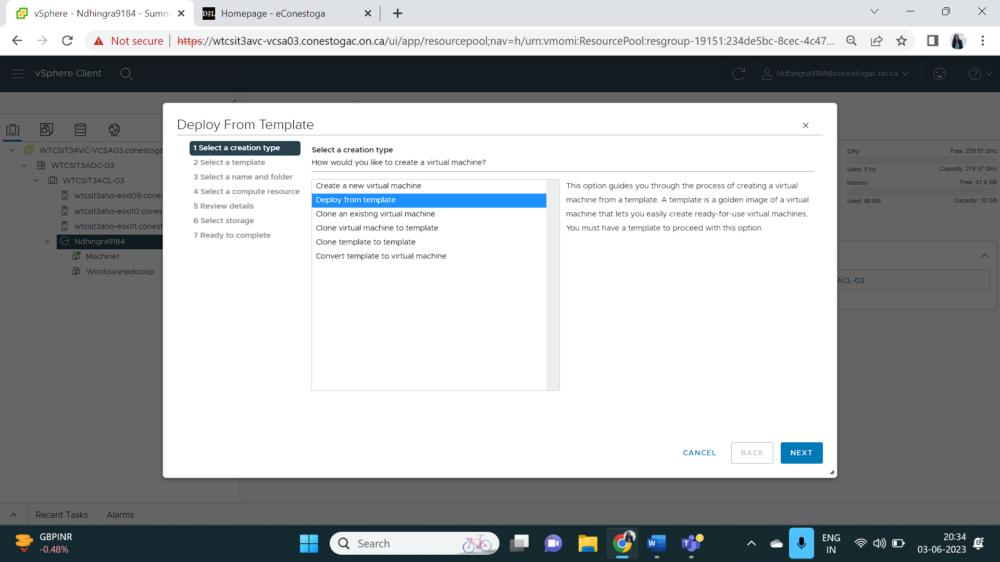 vSphere - Ndhingra9184 - Summ
D2L Homepage - eConestoga
Not secure
https://wtcsit3avc-vcsa03.conestogac.on.ca/ui/app/resourcepool;nav=h/urn:vmomi:ResourcePool:resgroup-19151:234de5bc-8cec-4c47...
vSphere Client
Ndhingra9184@conestogac.on.ca
Deploy From Template
1 Select a creation type
2 Select a template
3 Select a name and folder
4 Select a compute resource
5 Review details
6 Select storage
7 Ready to complete
Select a creation type
How would you like to create a virtual machine?
Create a new virtual machine
Deploy from template
Clone an existing virtual machine
Clone virtual machine to template
Clone template to template
Convert template to virtual machine
This option guides you through the process of creating a virtual
machine from a template. A template is a golden image of a virtual
machine that lets you easily create ready-for-use virtual machines.
You must have a template to proceed with this option.
CANCEL
BACK
NEXT
WTCSIT3AVC-VCSA03.conestoga
WTCSIT3ADC-03
WTCSIT3ACL-03
wtcsit3aho-esxi09.cones
wtcsit3aho-esxi10.cones
wtcsit3aho-esxi11.conest
Ndhingra9184
Machine1
WindowsHadooop
CPU
Free: 279.57 GHz
Used: 0 Hz
Capacity: 279.57 GHz
Memory
Free: 31.9 GB
Used: 98 MB
Capacity: 32 GB
ACL-03
Recent Tasks
Alarms
GBPINR
-0.48%
Search
ENG
IN
20:34
03-06-2023